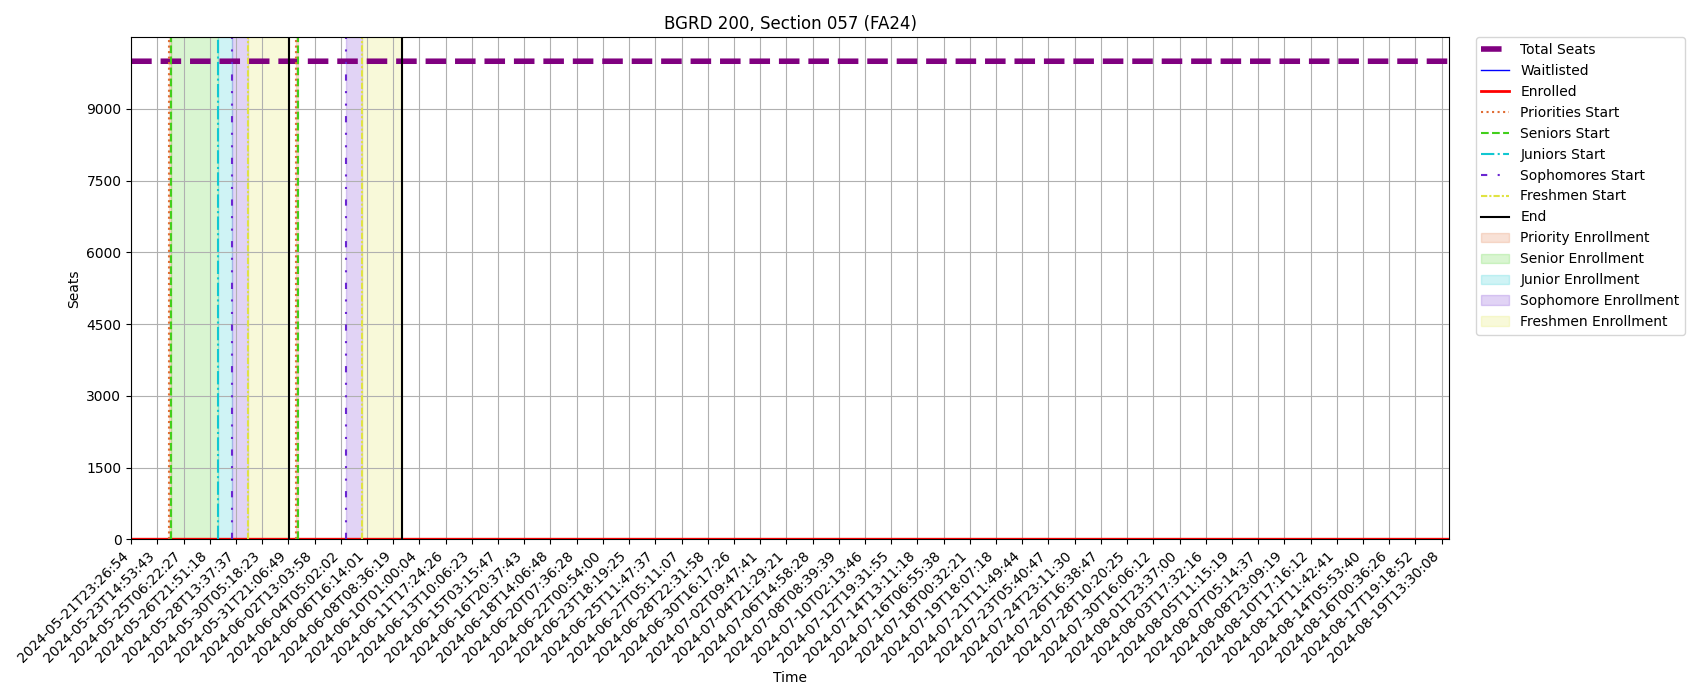 BGRD 200, Section 057 (FA24)
Total Seats
Waitlisted
Enrolled
Priorities Start
Seniors Start
Juniors Start
Sophomores Start
Freshmen Start
End
Priority Enrollment
Senior Enrollment
Junior Enrollment
Sophomore Enrollment
Freshmen Enrollment
Seats
9000
7500
6000
4500
3000
1500
0
2024-05-21T23:26:54
2024-05-23T14:53:43
2024-05-25T06:22:27
2024-05-26T21:51:18
2024-05-28T13:37:37
2024-05-30T05:18:23
2024-05-31T21:06:49
2024-06-02T13:03:58
2024-06-04T05:02:02
2024-06-06T16:14:01
2024-06-08T08:36:19
2024-06-10T01:00:04
2024-06-11T17:24:26
2024-06-13T10:06:23
2024-06-15T03:15:47
2024-06-16T20:37:43
2024-06-18T14:06:48
2024-06-20T07:36:28
2024-06-22T00:54:00
2024-06-23T18:19:25
2024-06-25T11:47:37
2024-06-27T05:11:07
2024-06-28T22:31:58
2024-06-30T16:17:26
2024-07-02T09:47:41
2024-07-04T21:29:21
2024-07-06T14:58:28
2024-07-08T08:39:39
2024-07-10T02:13:46
2024-07-12T19:31:55
2024-07-14T13:11:18
2024-07-16T06:55:38
2024-07-18T00:32:21
2024-07-19T18:07:18
2024-07-21T11:49:44
2024-07-23T05:40:47
2024-07-24T23:11:30
2024-07-26T16:38:47
2024-07-28T10:20:25
2024-07-30T16:06:12
2024-08-01T23:37:00
2024-08-03T17:32:16
2024-08-05T11:15:19
2024-08-07T05:14:37
2024-08-08T23:09:19
2024-08-10T17:16:12
2024-08-12T11:42:41
2024-08-14T05:53:40
2024-08-16T00:36:26
2024-08-17T19:18:52
2024-08-19T13:30:08
Time